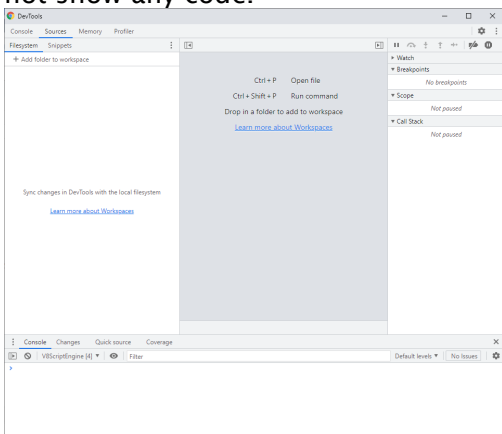 not show any code.
DevTools
Console Sources Memory Profiler
Filesystem Snippets
+ Add folder to workspace
Sync changes in DevTools with the local filesystem
Learn more about Workspaces
Ctrl + P Open file
Ctrl + Shift + P Run command
Drop in a folder to add to workspace
Learn more about Workspaces
Watch
Breakpoints
No breakpoints
Scope
Not paused
Call Stack
Not paused
Console Changes Quick source Coverage
V8ScriptEngine [4] Filter Default levels No Issues